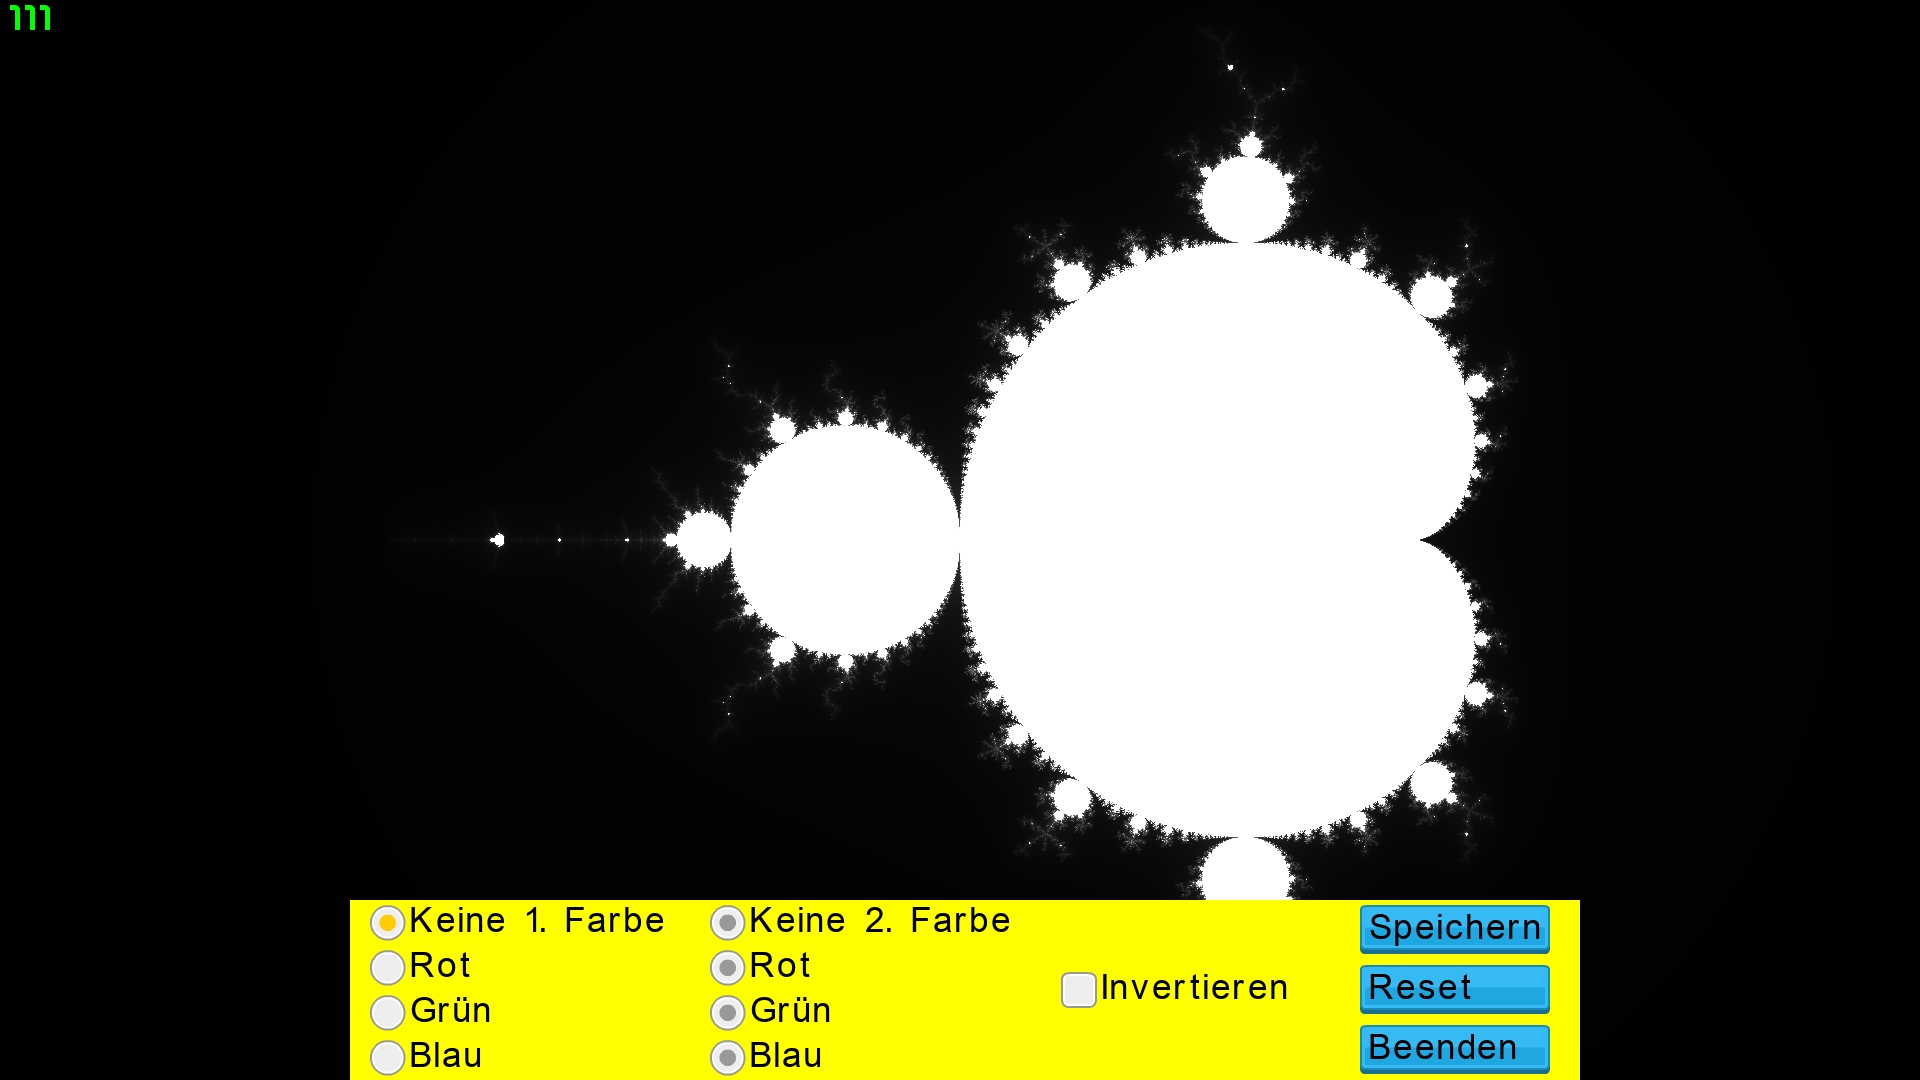 111
Keine 1. Farbe
Rot
Grün
Blau
Keine 2. Farbe
Rot
Grün
Blau
Invertieren
Speichern
Reset
Beenden